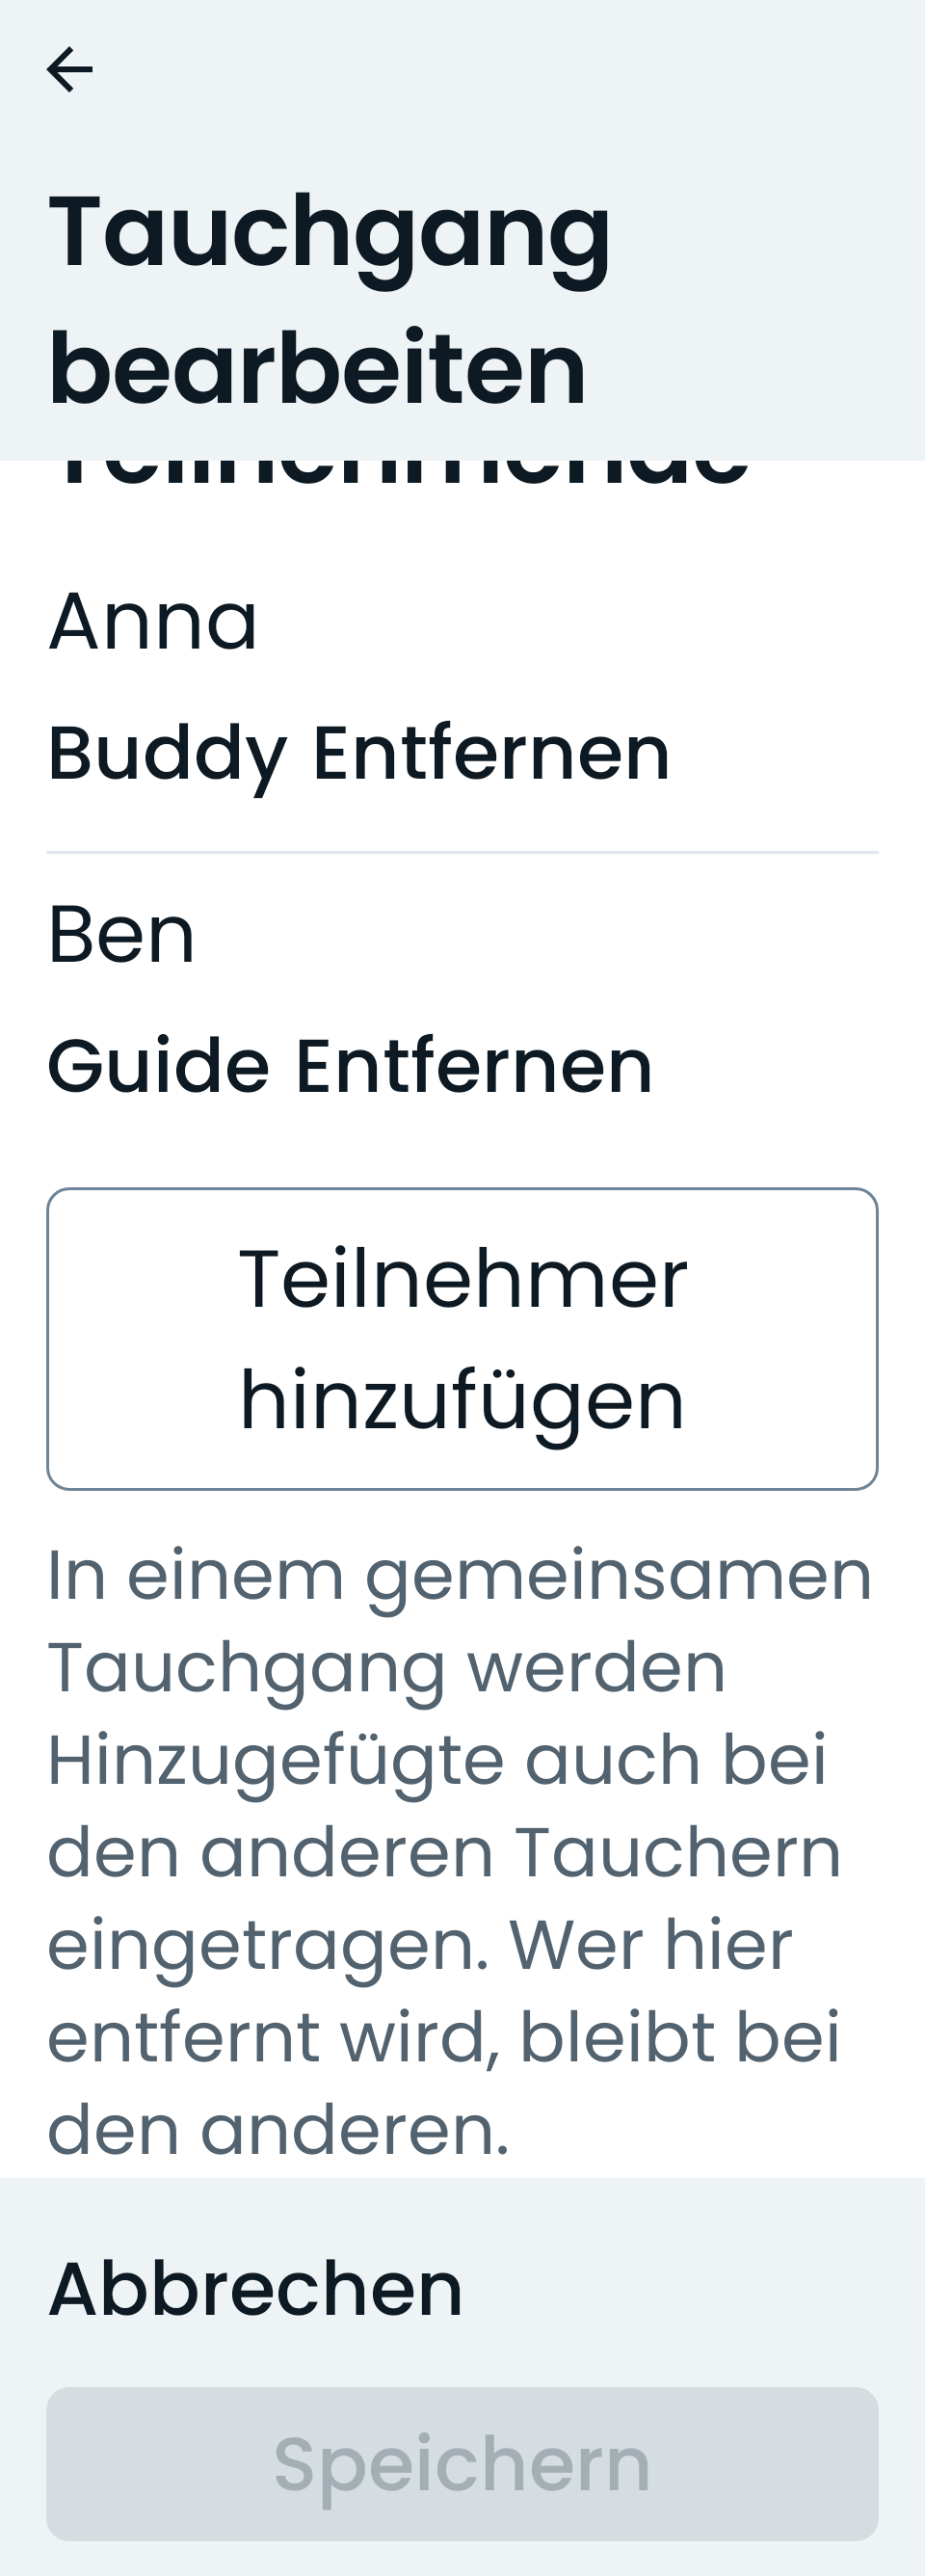 Tauchgang
bearbeiten
Teilnehmende
Anna
Buddy Entfernen
Ben
Guide Entfernen
Teilnehmer
hinzufügen
In einem gemeinsamen
Tauchgang werden
Hinzugefügte auch bei
den anderen Tauchern
eingetragen. Wer hier
entfernt wird, bleibt bei
den anderen.
Abbrechen
Speichern